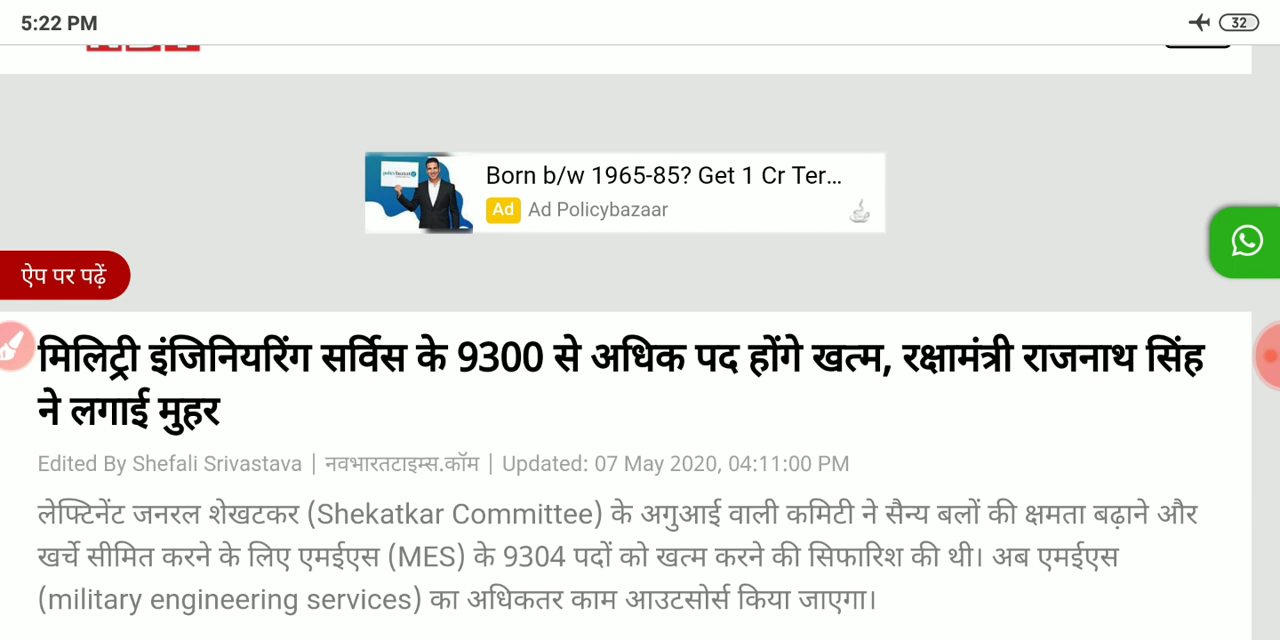 5:22 PM
32
Born b/w 1965-85? Get 1 Cr Ter...
Ad Ad Policybazaar
ऐप पर पढ़ें
मिलिट्री इंजिनियरिंग सर्विस के 9300 से अधिक पद होंगे खत्म, रक्षामंत्री राजनाथ सिंह
ने लगाई मुहर
Edited By Shefali Srivastava | नवभारतटाइम्स.कॉम | Updated: 07 May 2020, 04:11:00 PM
लेफ्टिनेंट जनरल शेखटकर (Shekatkar Committee) के अगुआई वाली कमिटी ने सैन्य बलों की क्षमता बढ़ाने और
खर्चे सीमित करने के लिए एमईएस (MES) के 9304 पदों को खत्म करने की सिफारिश की थी। अब एमईएस
(military engineering services) का अधिकतर काम आउटसोर्स किया जाएगा।